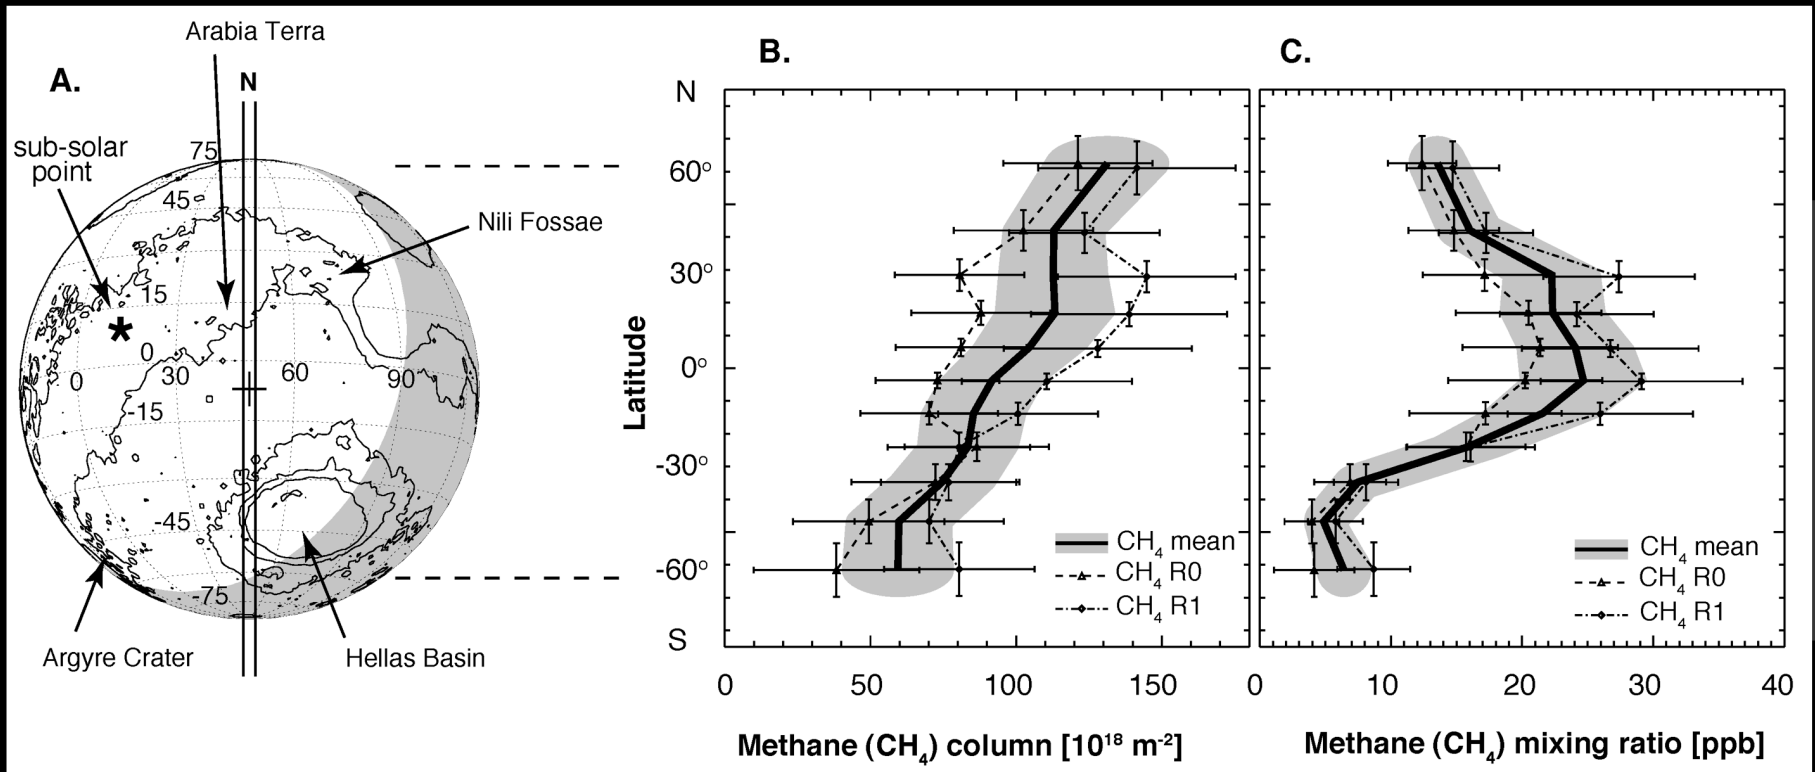 A.
Arabia Terra
N
sub-solar
point
75
45
15
0
0
30
60
90
-15
-45
-75
Nili Fossae
Argyre Crater
Hellas Basin
B.
N
60°
30°
0°
-30°
-60°
S
Latitude
CH₄ mean
CH₄ R0
CH₄ R1
0
50
100
150
Methane (CH₄) column [10¹⁸ m⁻²]
C.
CH₄ mean
CH₄ R0
CH₄ R1
0
10
20
30
40
Methane (CH₄) mixing ratio [ppb]